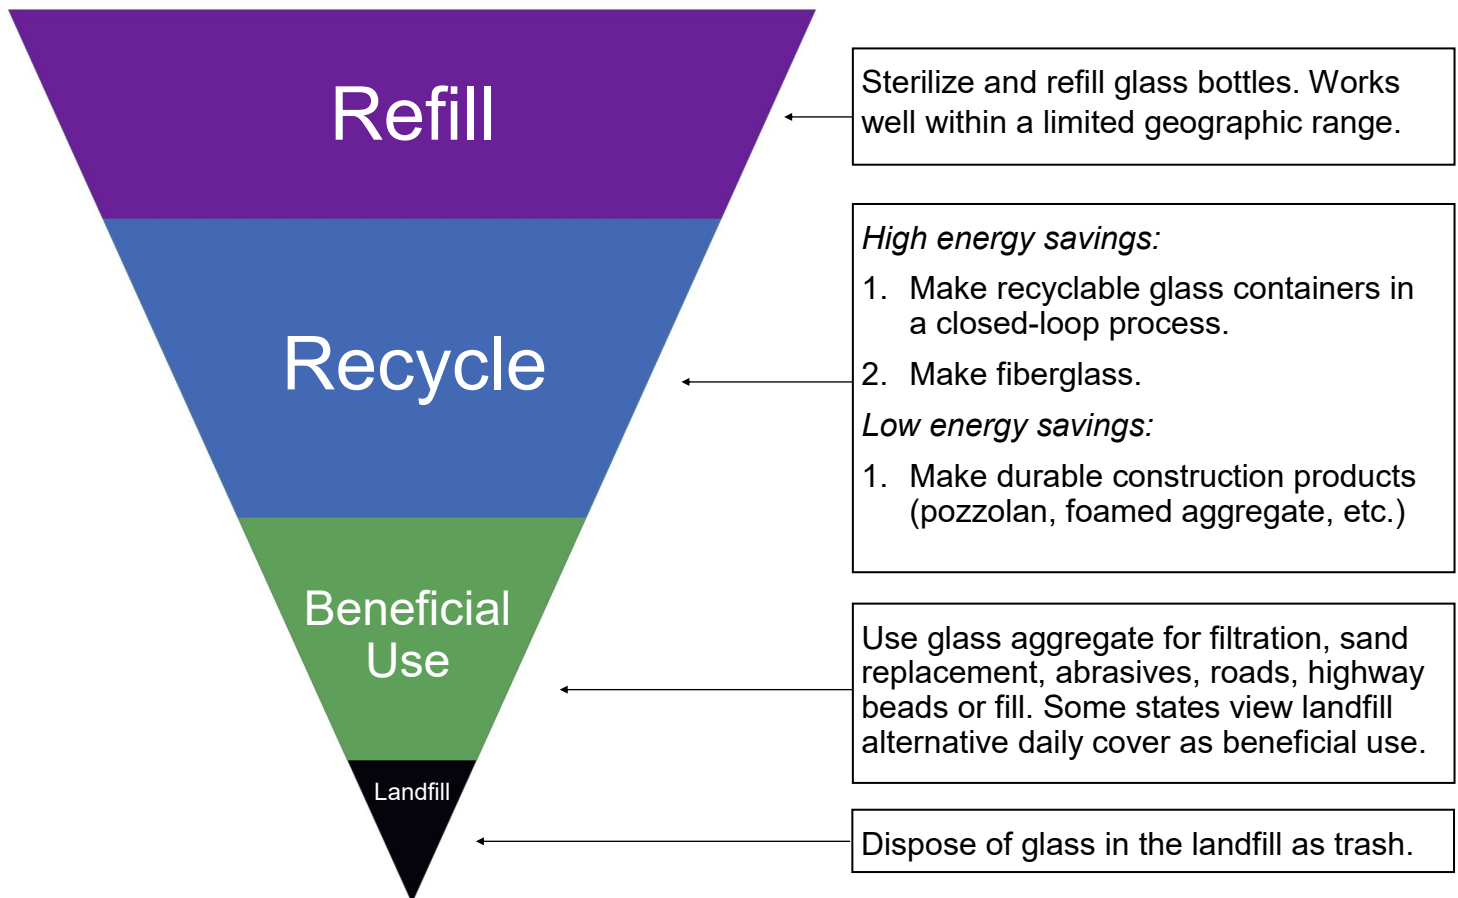 Refill
Sterilize and refill glass bottles. Works
well within a limited geographic range.
Recycle
High energy savings:
1. Make recyclable glass containers in
a closed-loop process.
2. Make fiberglass.
Low energy savings:
1. Make durable construction products
(pozzolan, foamed aggregate, etc.)
Beneficial
Use
Use glass aggregate for filtration, sand
replacement, abrasives, roads, highway
beads or fill. Some states view landfill
alternative daily cover as beneficial use.
Landfill
Dispose of glass in the landfill as trash.